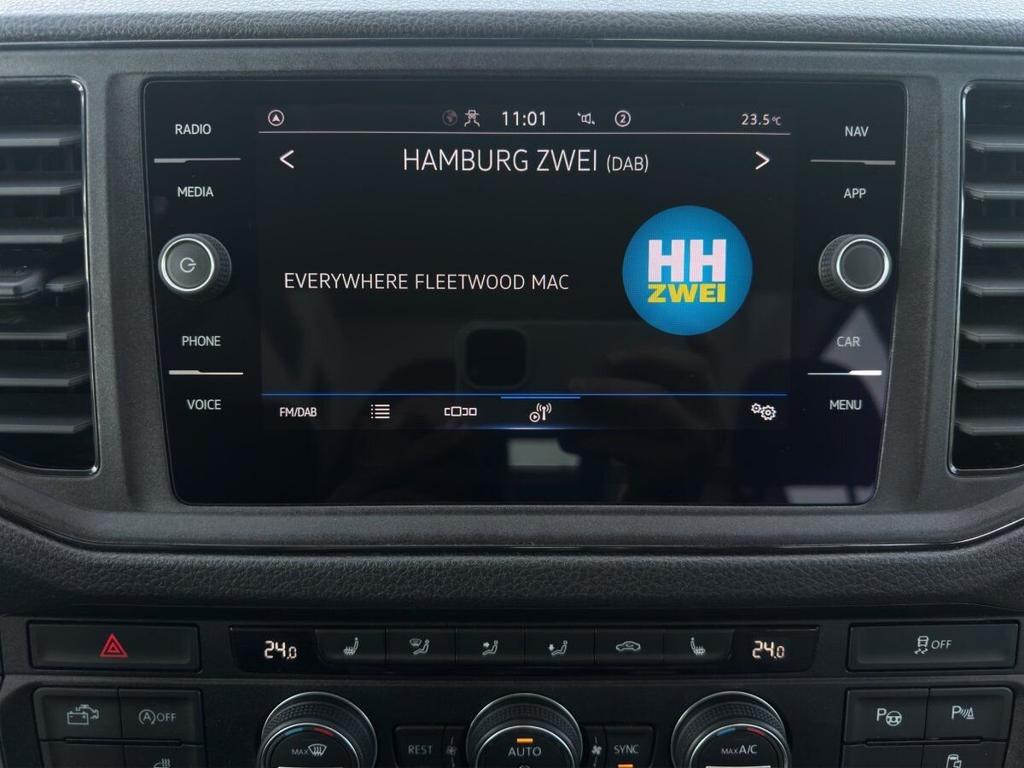 11:01
2
23.5°C
RADIO
NAV
HAMBURG ZWEI (DAB)
MEDIA
APP
HH
ZWEI
EVERYWHERE FLEETWOOD MAC
PHONE
CAR
VOICE
MENU
FM/DAB
24.0
24.0
OFF
A OFF
P
P
REST
AUTO
SYNC
MAX
MAX A/C